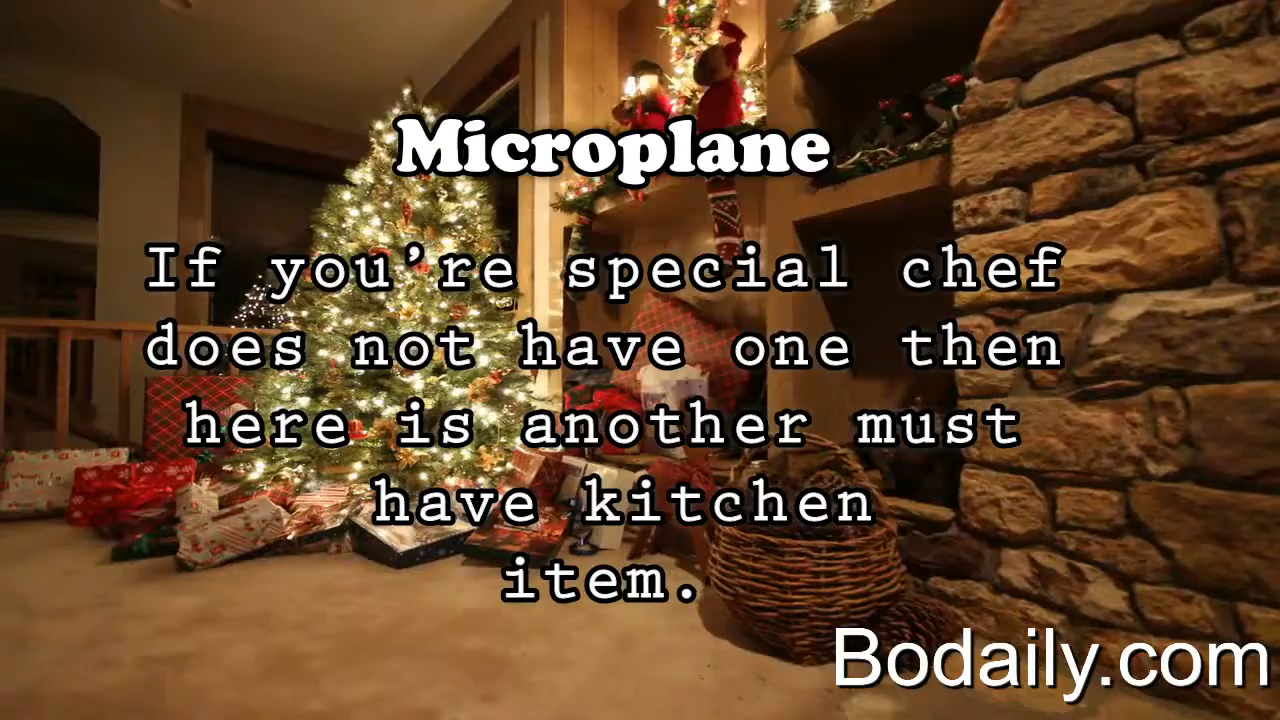 Microplane
If you're special chef
does not have one then
here is another must
have kitchen
item.
Bodaily.com